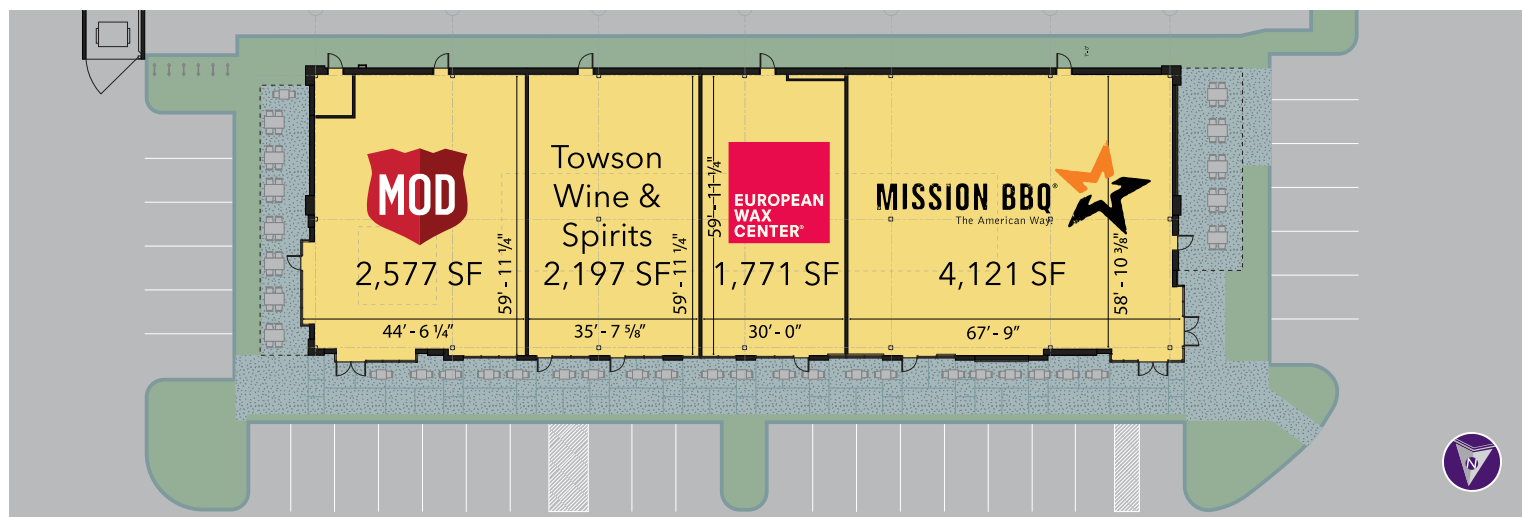 MOD
2,577 SF
59' - 11 ¼"
44' - 6 ¼"
Towson
Wine &
Spirits
2,197 SF
59' - 11 ¼"
35' - 7 ⅝"
59' - 11 ¼"
EUROPEAN
WAX
CENTER®
1,771 SF
30' - 0"
MISSION BBQ®
The American Way.
4,121 SF
58' - 10 ⅜"
67' - 9"
N